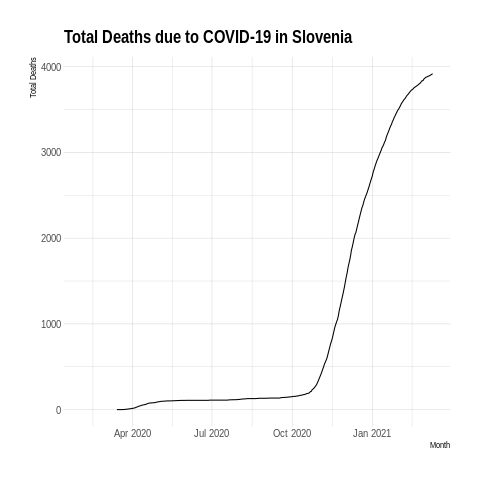 Total Deaths due to COVID-19 in Slovenia
Total Deaths
4000
3000
2000
1000
0
Apr 2020 Jul 2020 Oct 2020 Jan 2021
Month